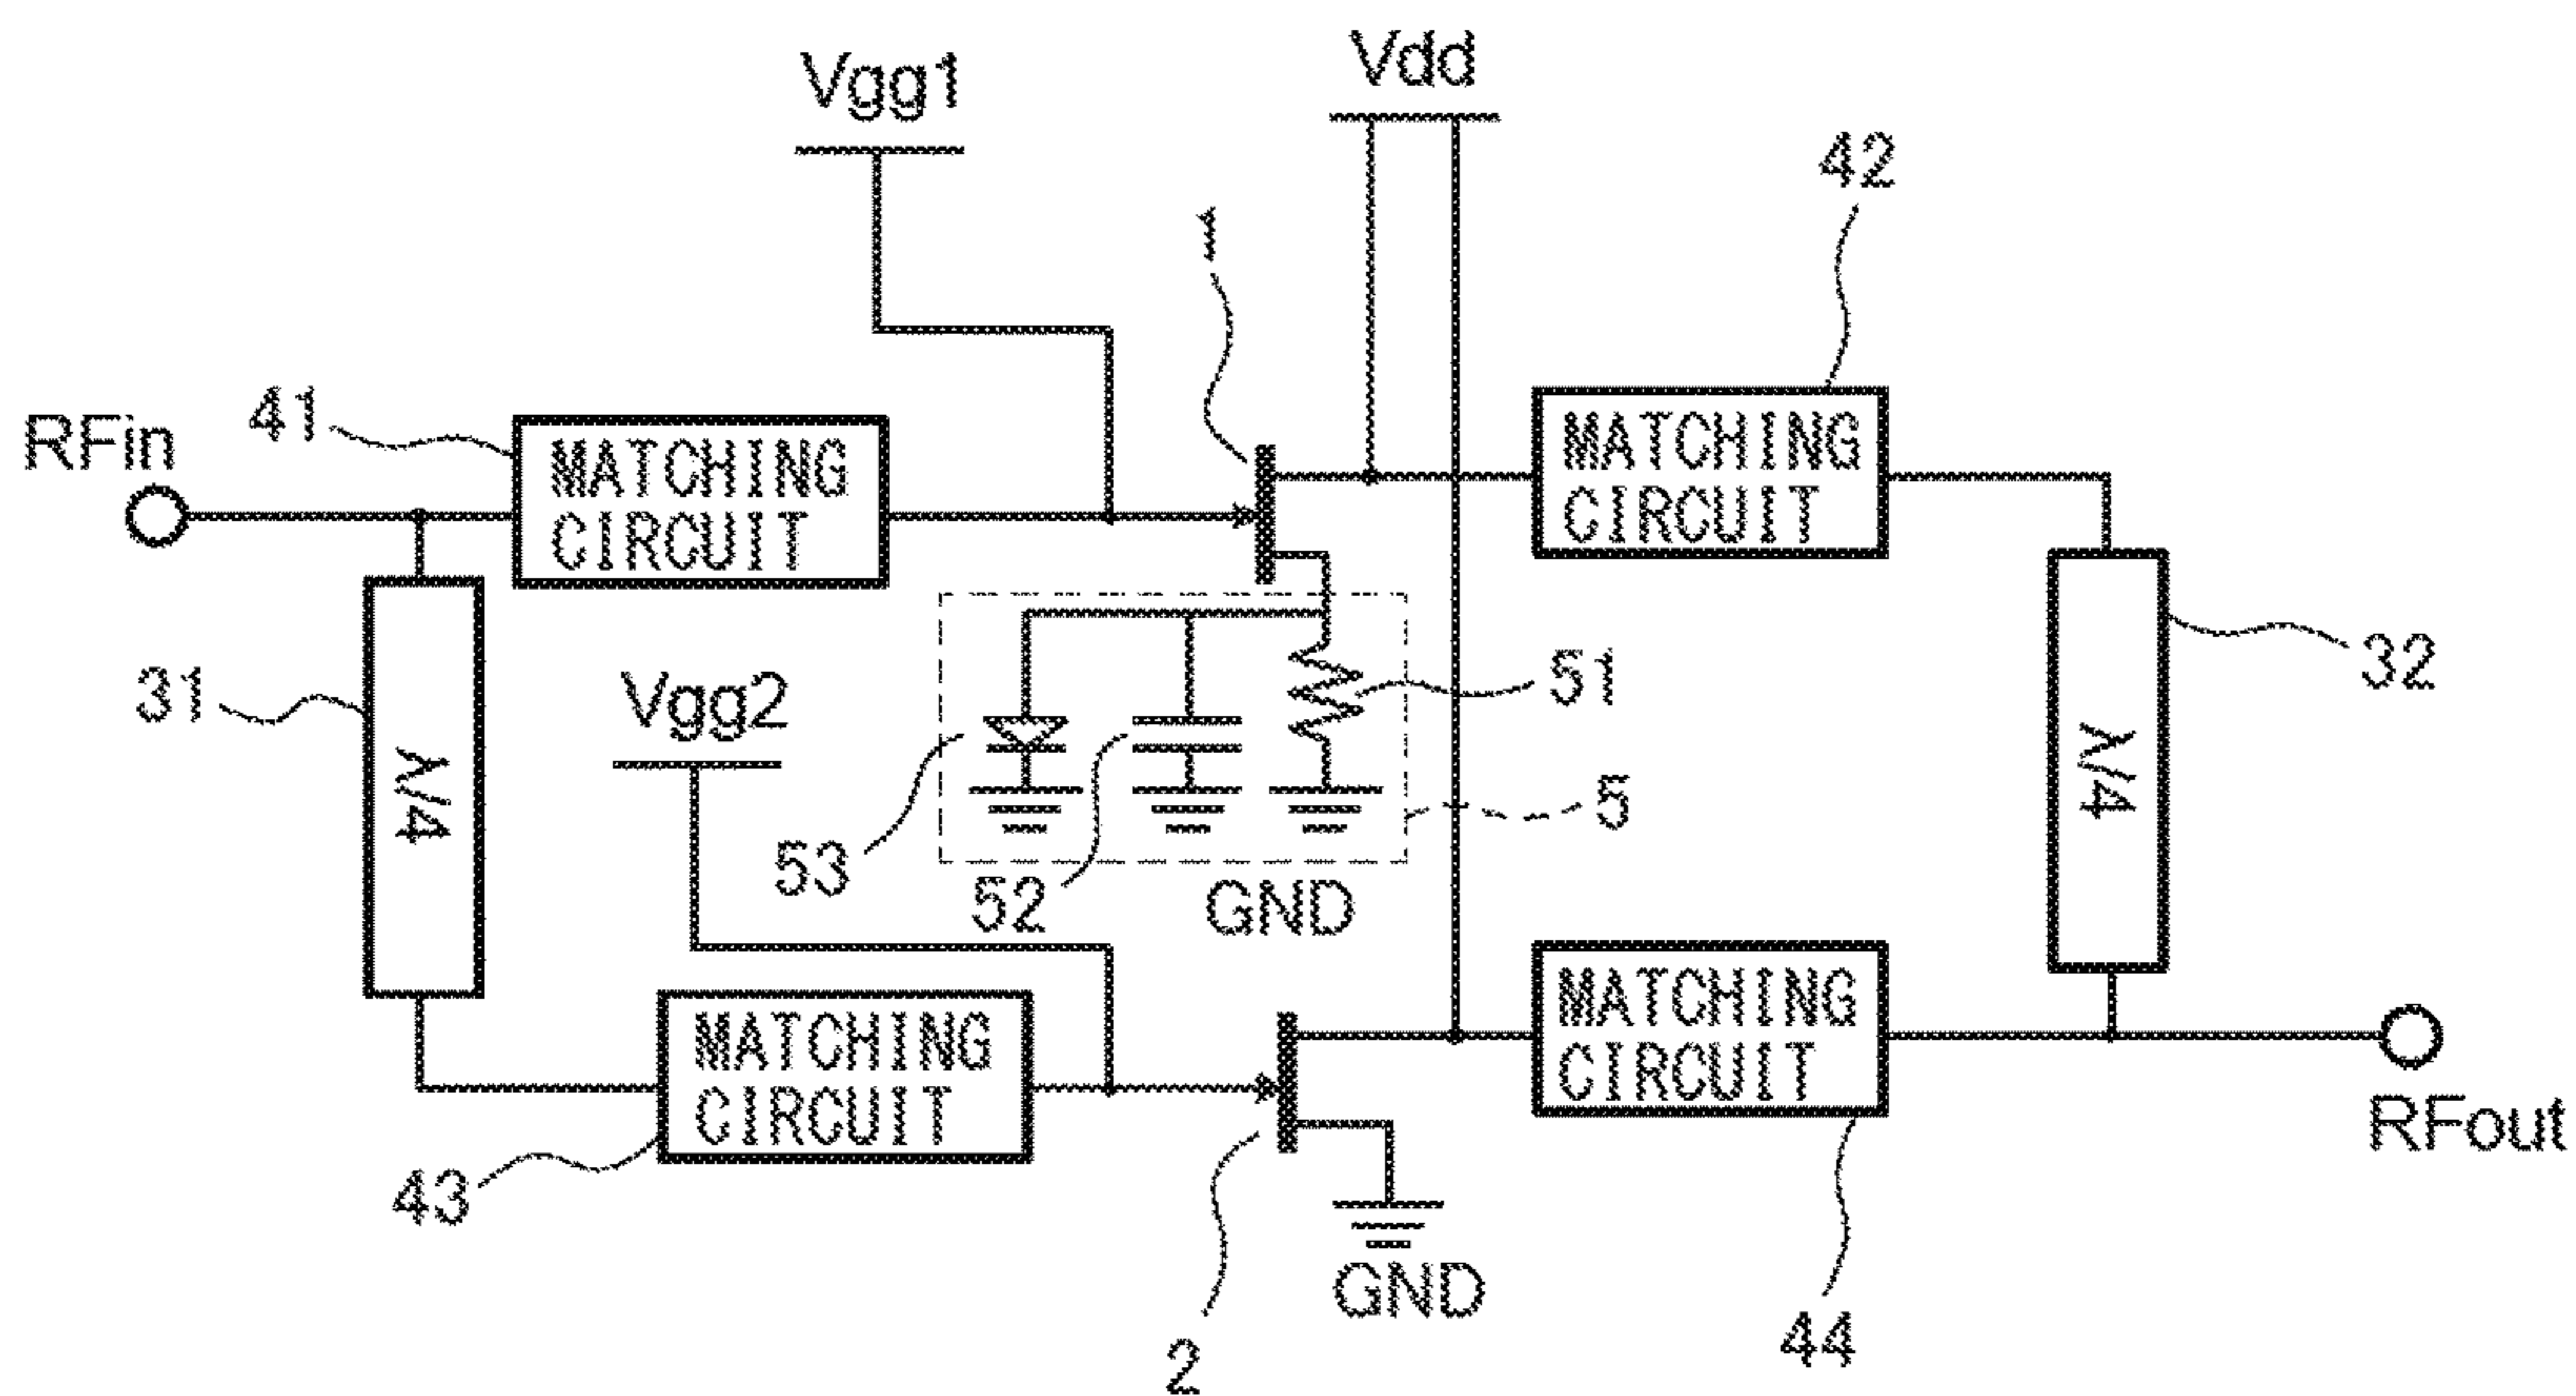 Vgg1
Vdd
42
1
41
RFin
MATCHING
CIRCUIT
MATCHING
CIRCUIT
31
Vgg2
51
32
λ/4
λ/4
5
53
52
GND
MATCHING
CIRCUIT
MATCHING
CIRCUIT
RFout
43
GND
2
44